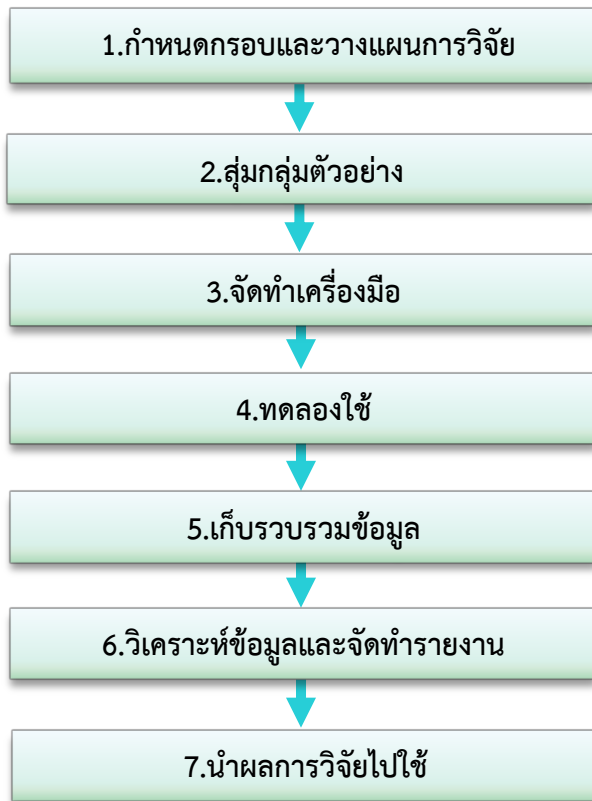 1.กำหนดกรอบและวางแผนการวิจัย
2.สุ่มกลุ่มตัวอย่าง
3.จัดทำเครื่องมือ
4.ทดลองใช้
5.เก็บรวบรวมข้อมูล
6.วิเคราะห์ข้อมูลและจัดทำรายงาน
7.นำผลการวิจัยไปใช้